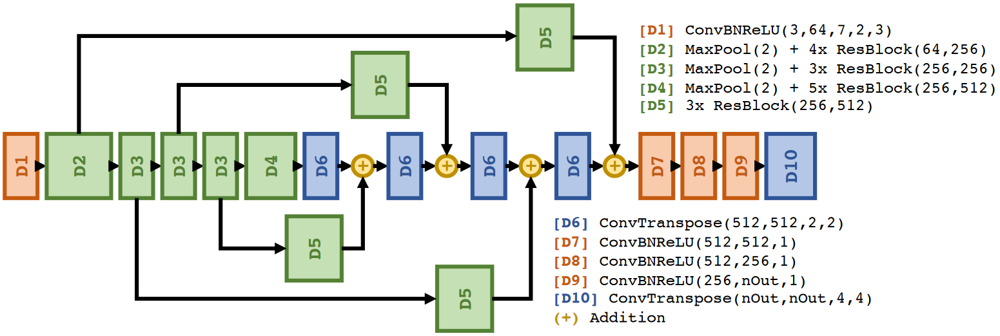 D5
[D1] ConvBNReLU(3,64,7,2,3)
[D2] MaxPool(2) + 4x ResBlock(64,256)
[D3] MaxPool(2) + 3x ResBlock(256,256)
[D4] MaxPool(2) + 5x ResBlock(256,512)
[D5] 3x ResBlock(256,512)
D5
D1 D2 D3 D3 D3 D4 D6 + D6 + D6 + D6 + D7 D8 D9 D10
D5
D5
[D6] ConvTranspose(512,512,2,2)
[D7] ConvBNReLU(512,512,1)
[D8] ConvBNReLU(512,256,1)
[D9] ConvBNReLU(256,nOut,1)
[D10] ConvTranspose(nOut,nOut,4,4)
(+) Addition